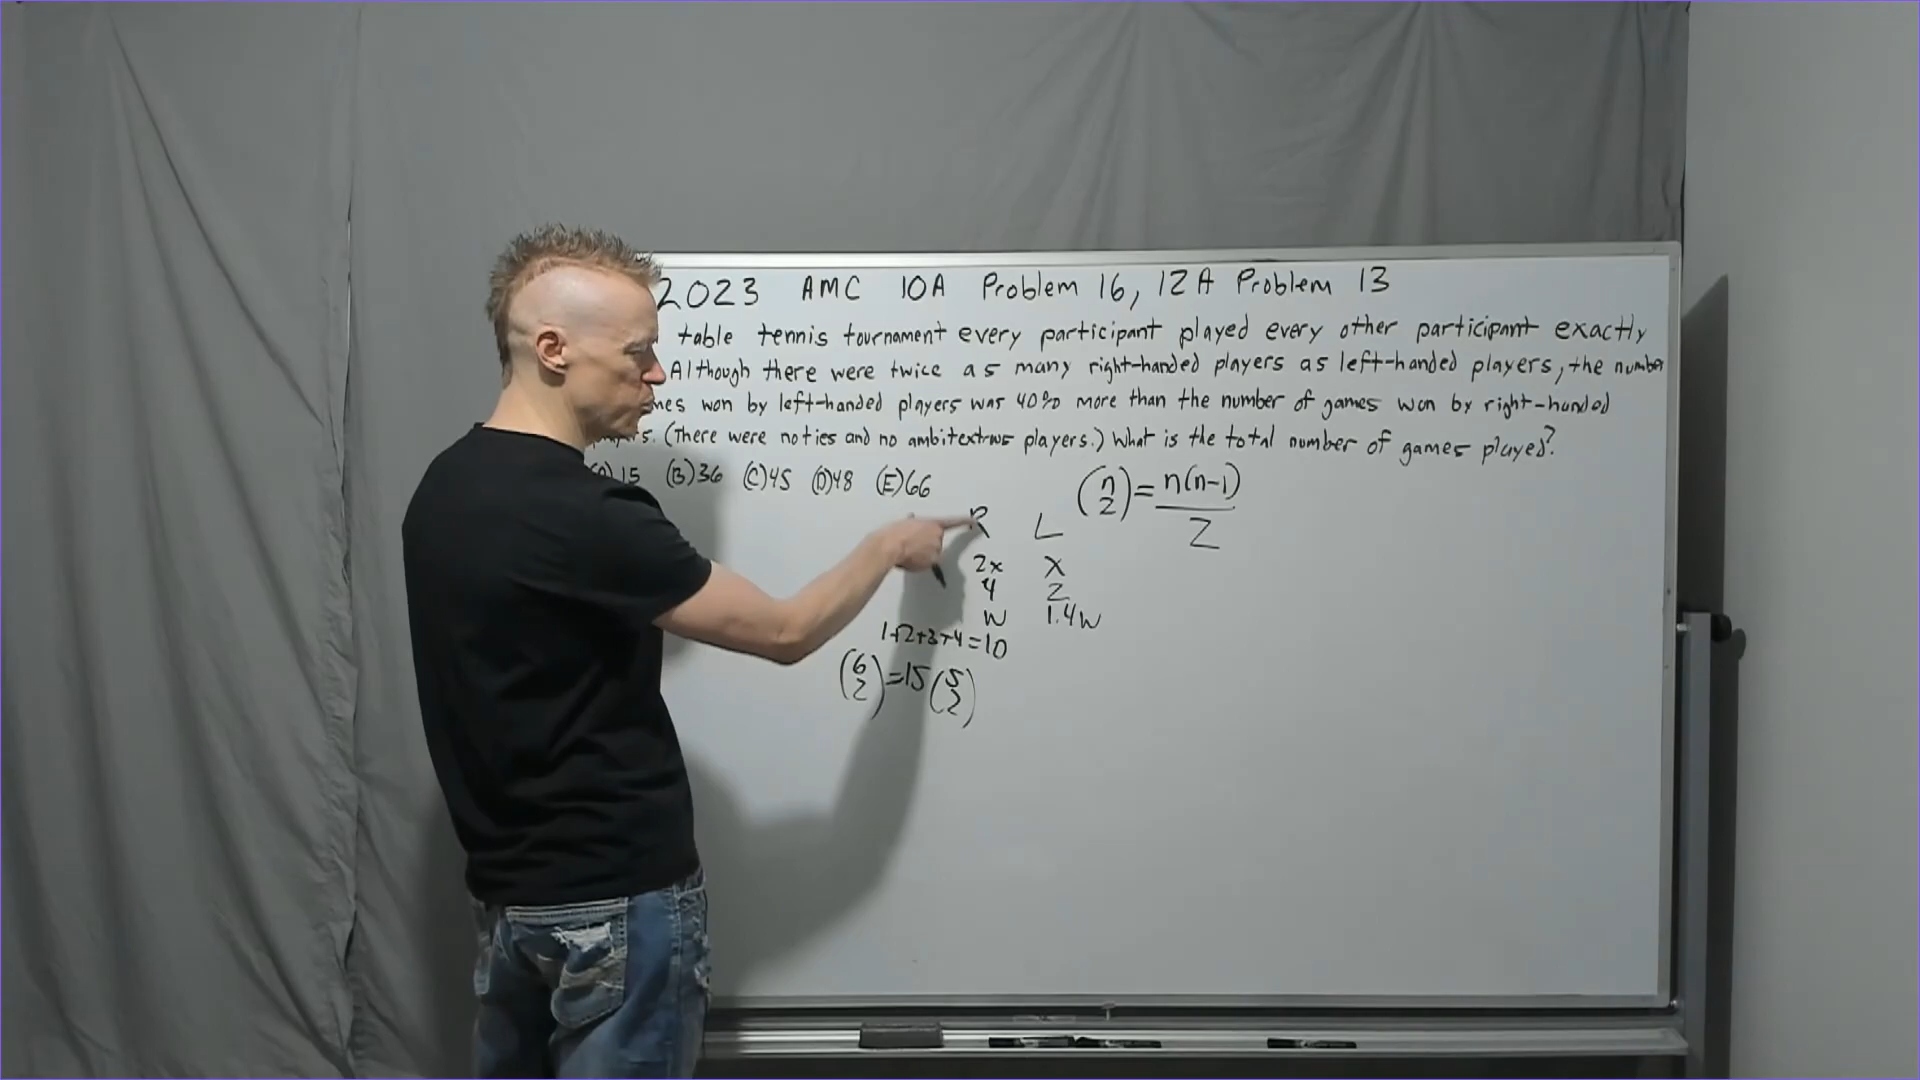 2023 AMC 10A Problem 16, 12A Problem 13
table tennis tournament every participant played every other participant exactly
Although there were twice as many right-handed players as left-handed players, the number
won by left-handed players was 40% more than the number of games won by right-handed
(There were no ties and no ambitextrous players.) What is the total number of games played?
15 (B)36 (C)45 (D)48 (E)66
(n 2)=n(n-1)/2
R L
2x x
4 2
W 1.4W
1+2+3+4=10
(6 2)=15 (5 2)